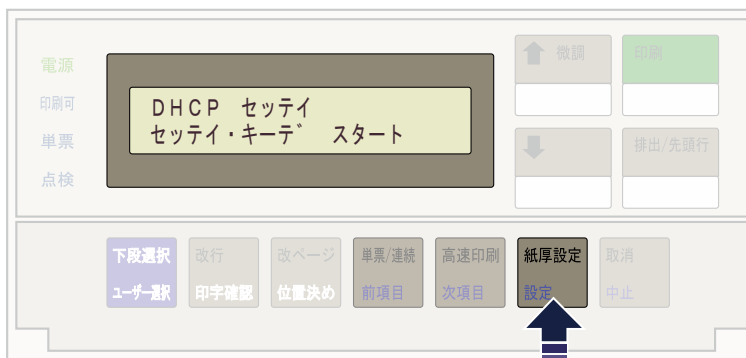 電源
印刷可
単票
点検
DHCP セッテイ
セッテイ・キーデ゛ スタート
微調
印刷
排出/先頭行
下段選択
ユーザー選択
改行
印字確認
改ページ
位置決め
単票/連続
前項目
高速印刷
次項目
紙厚設定
設定
取消
中止